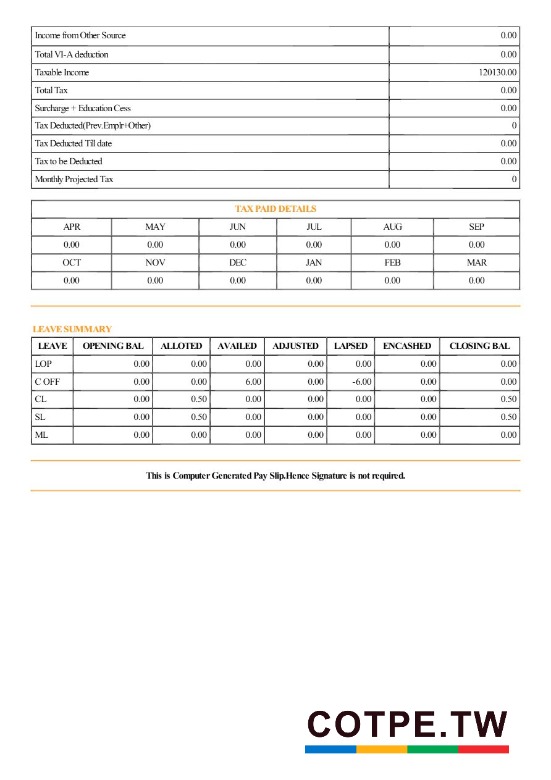 Income from Other Source 0.00
Total VI-A deduction 0.00
Taxable Income 120130.00
Total Tax 0.00
Surcharge + Education Cess 0.00
Tax Deducted(Prev.Emplr+Other) 0
Tax Deducted Till date 0.00
Tax to be Deducted 0.00
Monthly Projected Tax 0
TAX PAID DETAILS
APR MAY JUN JUL AUG SEP
0.00 0.00 0.00 0.00 0.00 0.00
OCT NOV DEC JAN FEB MAR
0.00 0.00 0.00 0.00 0.00 0.00
LEAVE SUMMARY
LEAVE OPENING BAL ALLOTED AVAILED ADJUSTED LAPSED ENCASHED CLOSING BAL
LOP 0.00 0.00 0.00 0.00 0.00 0.00 0.00
C OFF 0.00 0.00 6.00 0.00 -6.00 0.00 0.00
CL 0.00 0.50 0.00 0.00 0.00 0.00 0.50
SL 0.00 0.50 0.00 0.00 0.00 0.00 0.50
ML 0.00 0.00 0.00 0.00 0.00 0.00 0.00
This is Computer Generated Pay Slip.Hence Signature is not required.
COTPE.TW